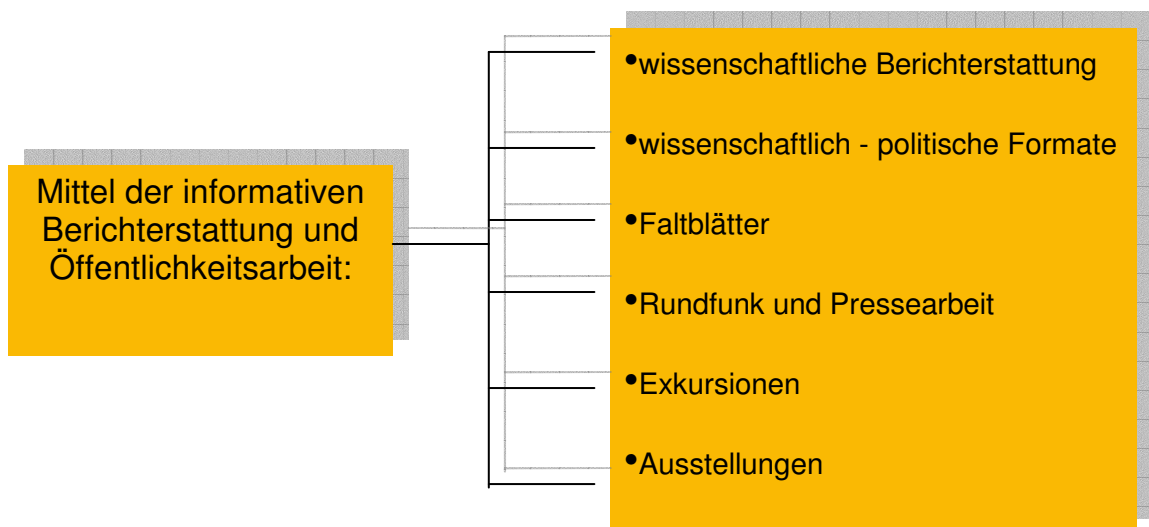 Mittel der informativen
Berichterstattung und
Öffentlichkeitsarbeit:
•wissenschaftliche Berichterstattung
•wissenschaftlich - politische Formate
•Faltblätter
•Rundfunk und Pressearbeit
•Exkursionen
•Ausstellungen